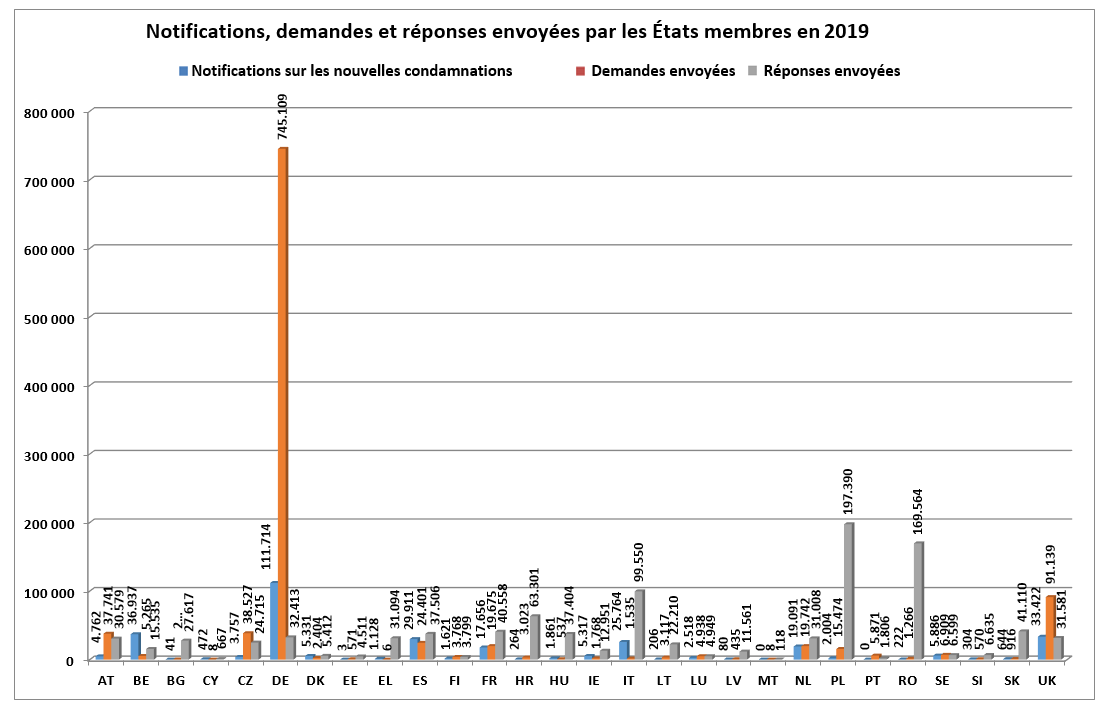 Notifications, demandes et réponses envoyées par les États membres en 2019
Notifications sur les nouvelles condamnations Demandes envoyées Réponses envoyées
800 000
700 000
600 000
500 000
400 000
300 000
200 000
100 000
0
4.762 37.741 30.579
36.937 5.265 15.535
41 2... 27.617
472 8 667
3.757 38.527 24.715
111.714 745.109 32.413
5.331 2.404 5.412
3 571 4.511
1.128 6 31.094
29.911 24.401 37.506
1.621 3.768 3.799
17.656 19.675 40.558
264 3.023 63.301
1.861 537 37.404
5.317 1.768 12.551
25.764 1.535 99.550
206 3.117 22.210
2.518 4.938 4.949
80 435 11.561
0 8 118
19.091 19.742 31.008
2.004 15.474 197.390
0 5.871 1.806
222 1.266 169.564
5.886 6.909 6.599
304 570 6.635
644 916 41.110
33.422 91.139 31.581
AT BE BG CY CZ DE DK EE EL ES FI FR HR HU IE IT LT LU LV MT NL PL PT RO SE SI SK UK